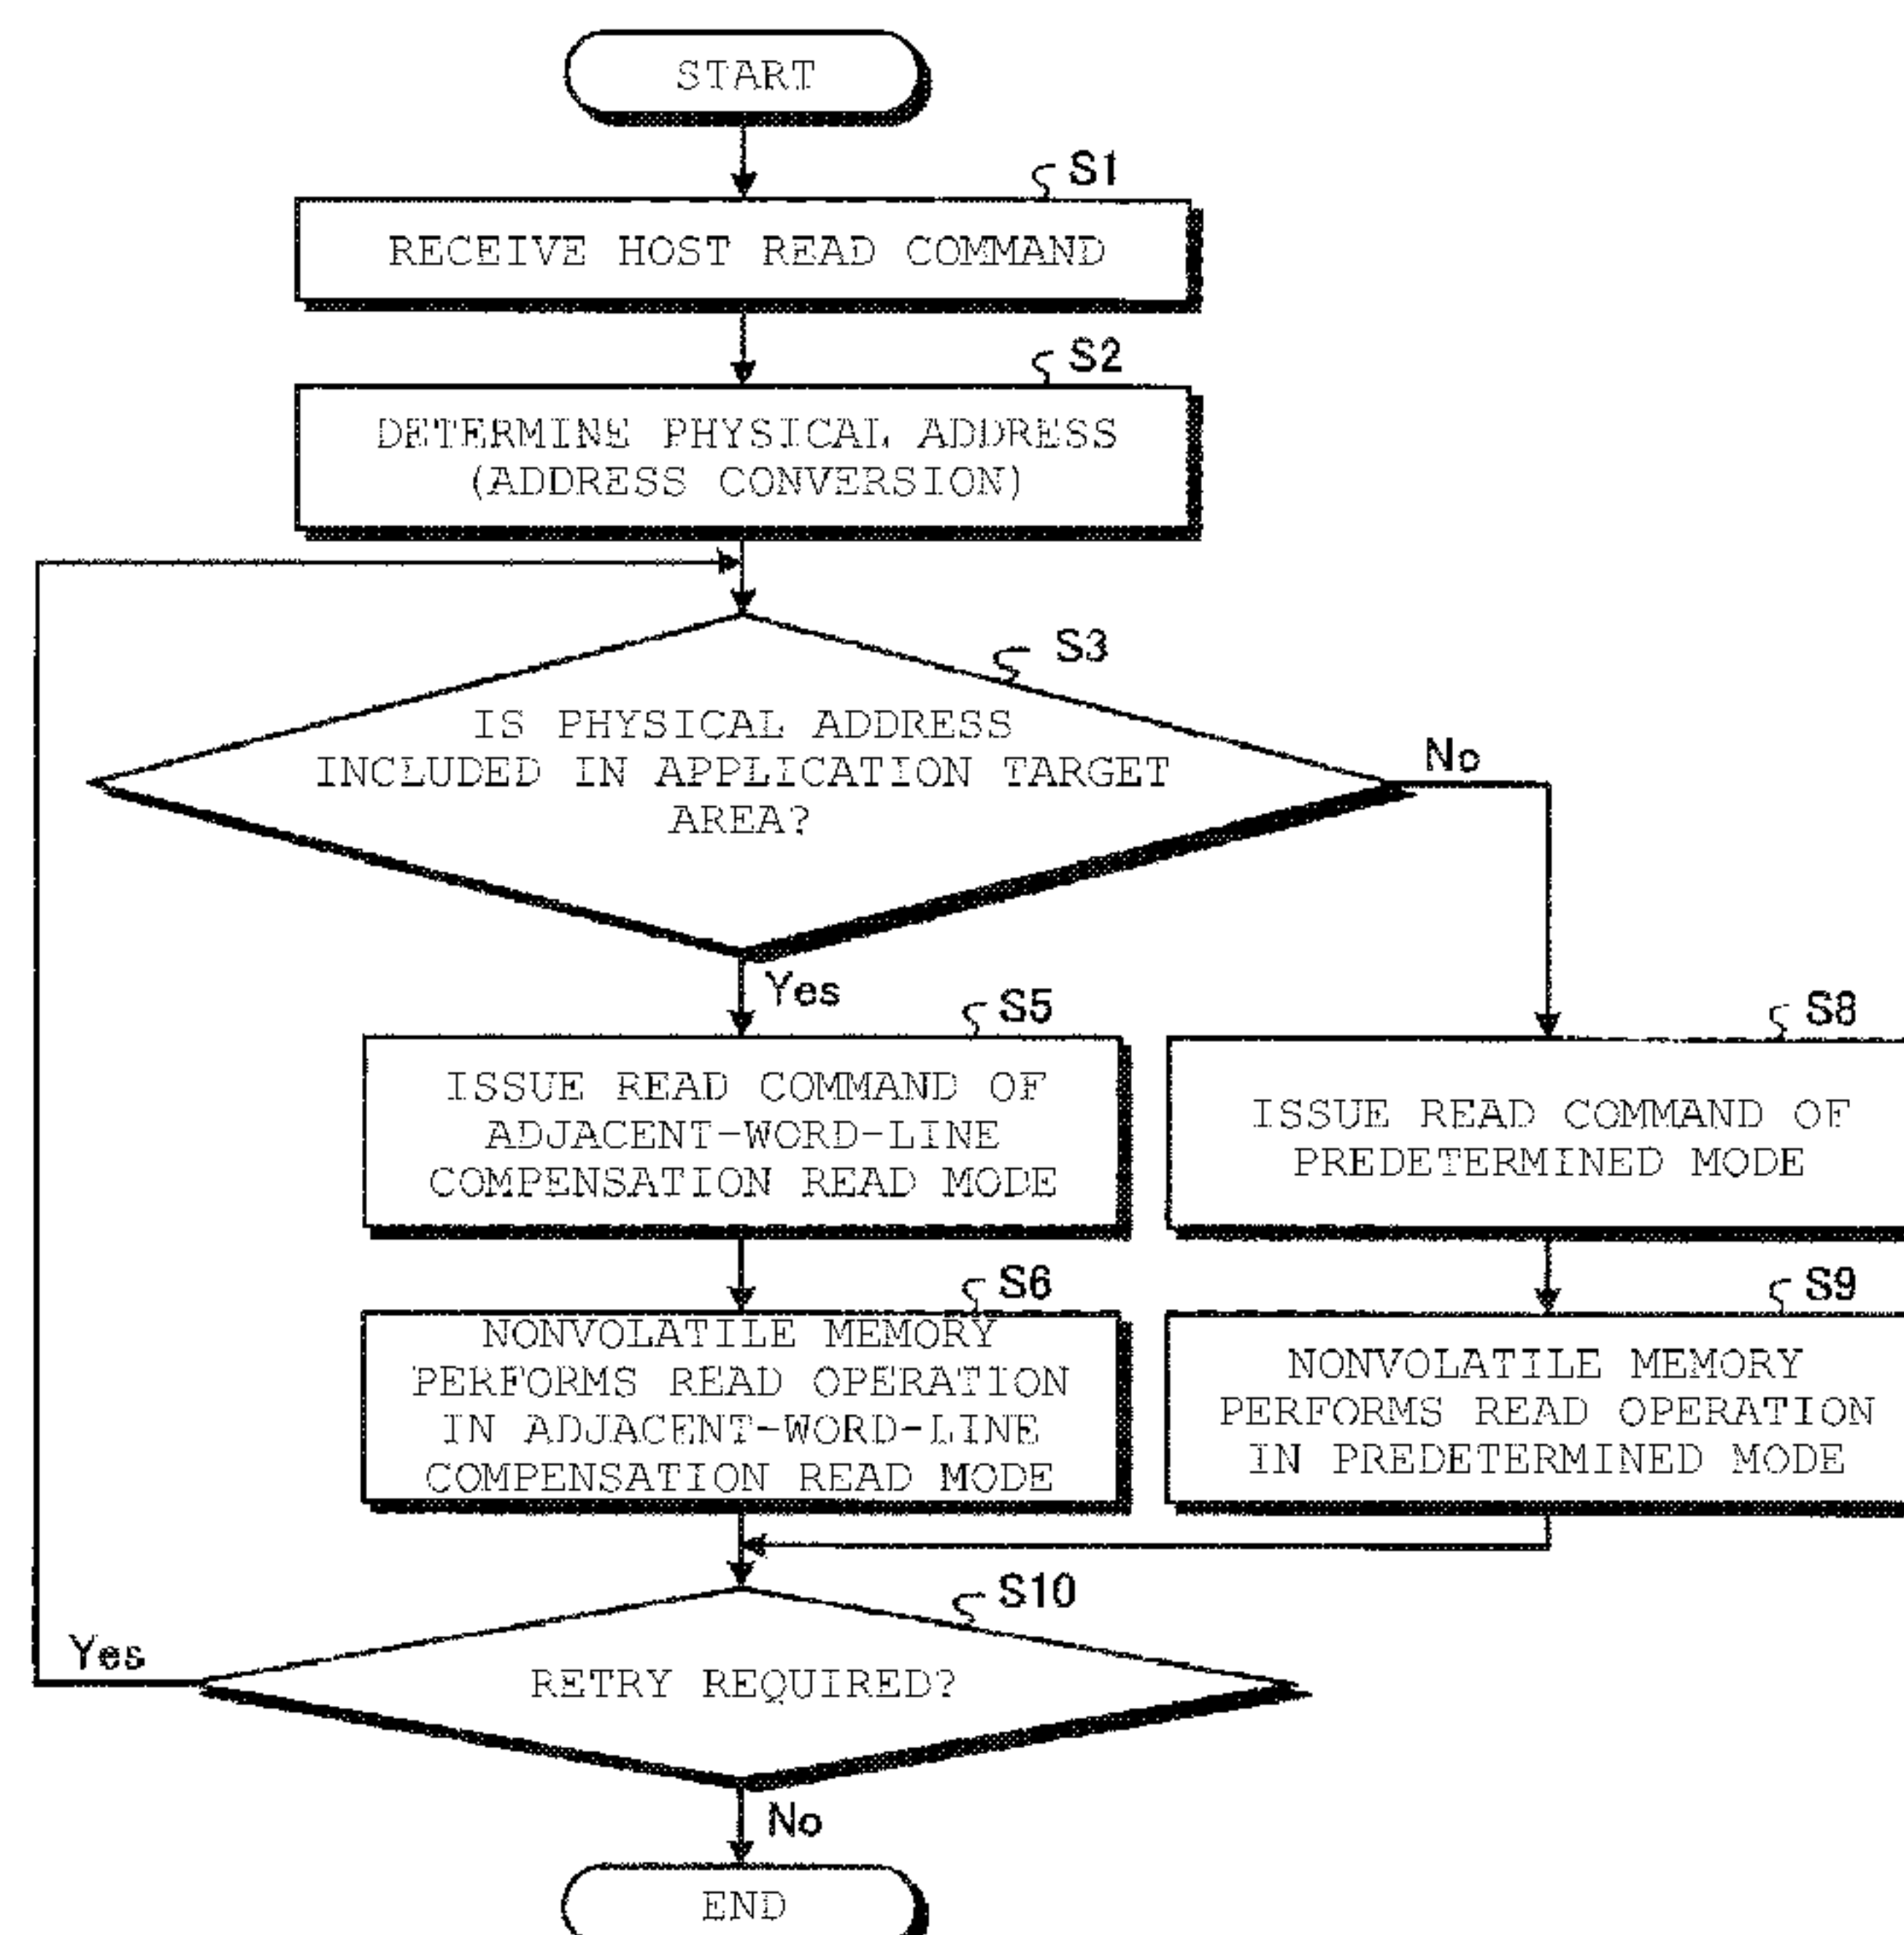 START
S1
RECEIVE HOST READ COMMAND
S2
DETERMINE PHYSICAL ADDRESS
(ADDRESS CONVERSION)
S3
IS PHYSICAL ADDRESS
INCLUDED IN APPLICATION TARGET
AREA?
No
Yes
S5
ISSUE READ COMMAND OF
ADJACENT-WORD-LINE
COMPENSATION READ MODE
S8
ISSUE READ COMMAND OF
PREDETERMINED MODE
S6
NONVOLATILE MEMORY
PERFORMS READ OPERATION
IN ADJACENT-WORD-LINE
COMPENSATION READ MODE
S9
NONVOLATILE MEMORY
PERFORMS READ OPERATION
IN PREDETERMINED MODE
S10
RETRY REQUIRED?
Yes
No
END